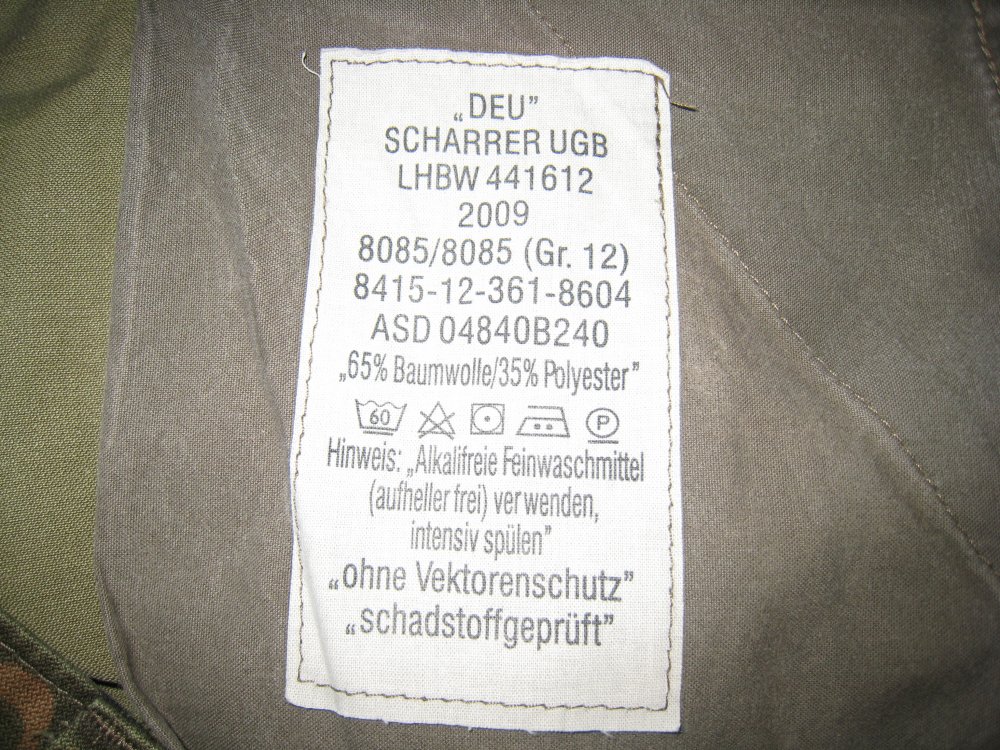 „DEU”
SCHARRER UGB
LHBW 441612
2009
8085/8085 (Gr. 12)
8415-12-361-8604
ASD 04840B240
„65% Baumwolle/35% Polyester”
60 P
Hinweis: „Alkalifreie Feinwaschmittel
(aufheller frei) verwenden,
intensiv spülen”
„ohne Vektorenschutz”
„schadstoffgeprüft”